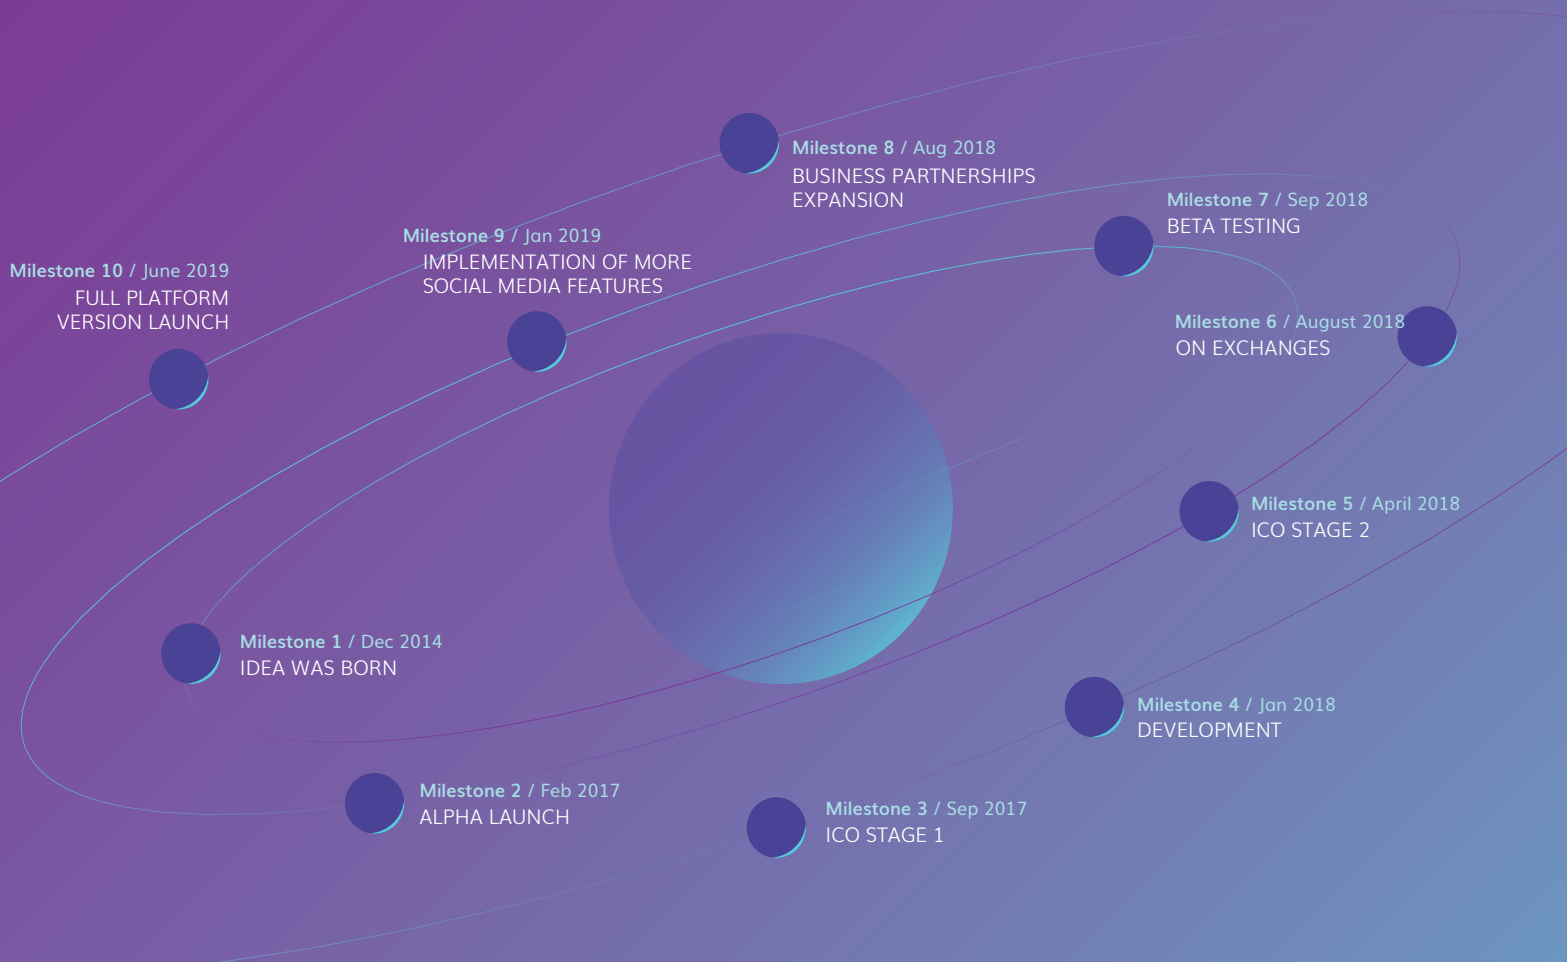 Milestone 8 / Aug 2018
BUSINESS PARTNERSHIPS
EXPANSION
Milestone 7 / Sep 2018
BETA TESTING
Milestone 9 / Jan 2019
IMPLEMENTATION OF MORE
SOCIAL MEDIA FEATURES
Milestone 10 / June 2019
FULL PLATFORM
VERSION LAUNCH
Milestone 6 / August 2018
ON EXCHANGES
Milestone 5 / April 2018
ICO STAGE 2
Milestone 1 / Dec 2014
IDEA WAS BORN
Milestone 4 / Jan 2018
DEVELOPMENT
Milestone 2 / Feb 2017
ALPHA LAUNCH
Milestone 3 / Sep 2017
ICO STAGE 1